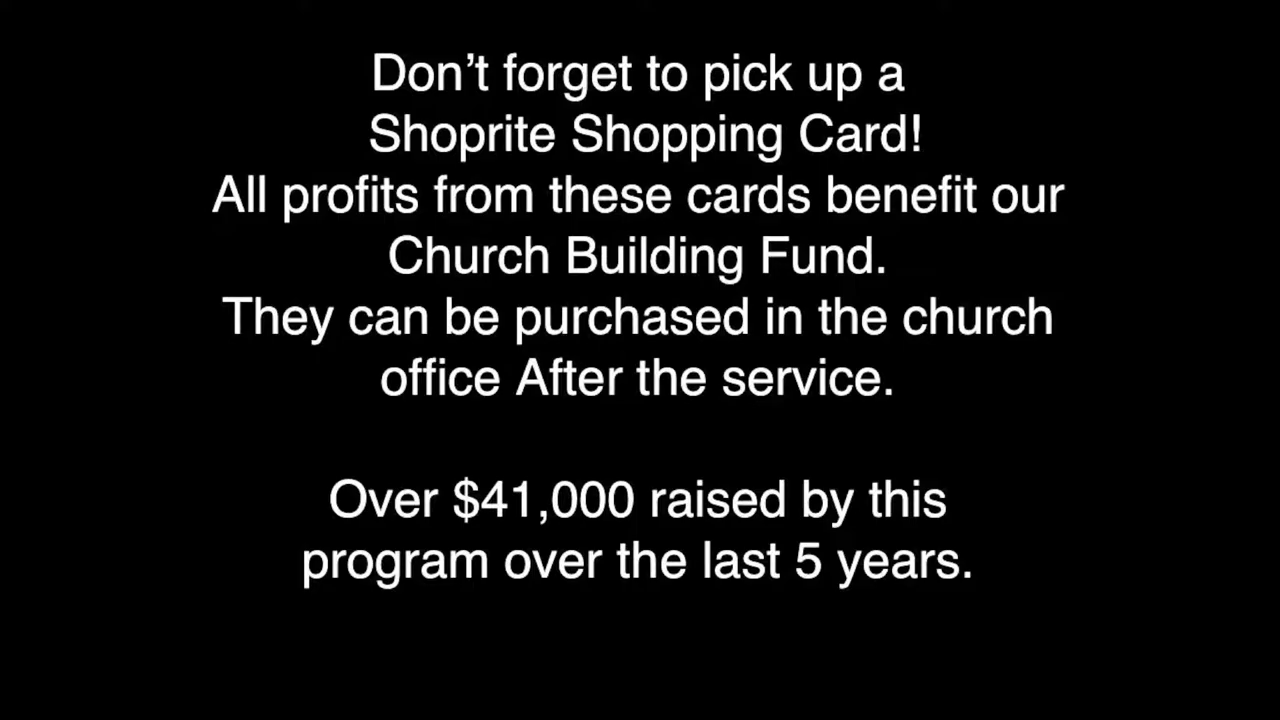 Don’t forget to pick up a
Shoprite Shopping Card!
All profits from these cards benefit our
Church Building Fund.
They can be purchased in the church
office After the service.
Over $41,000 raised by this
program over the last 5 years.